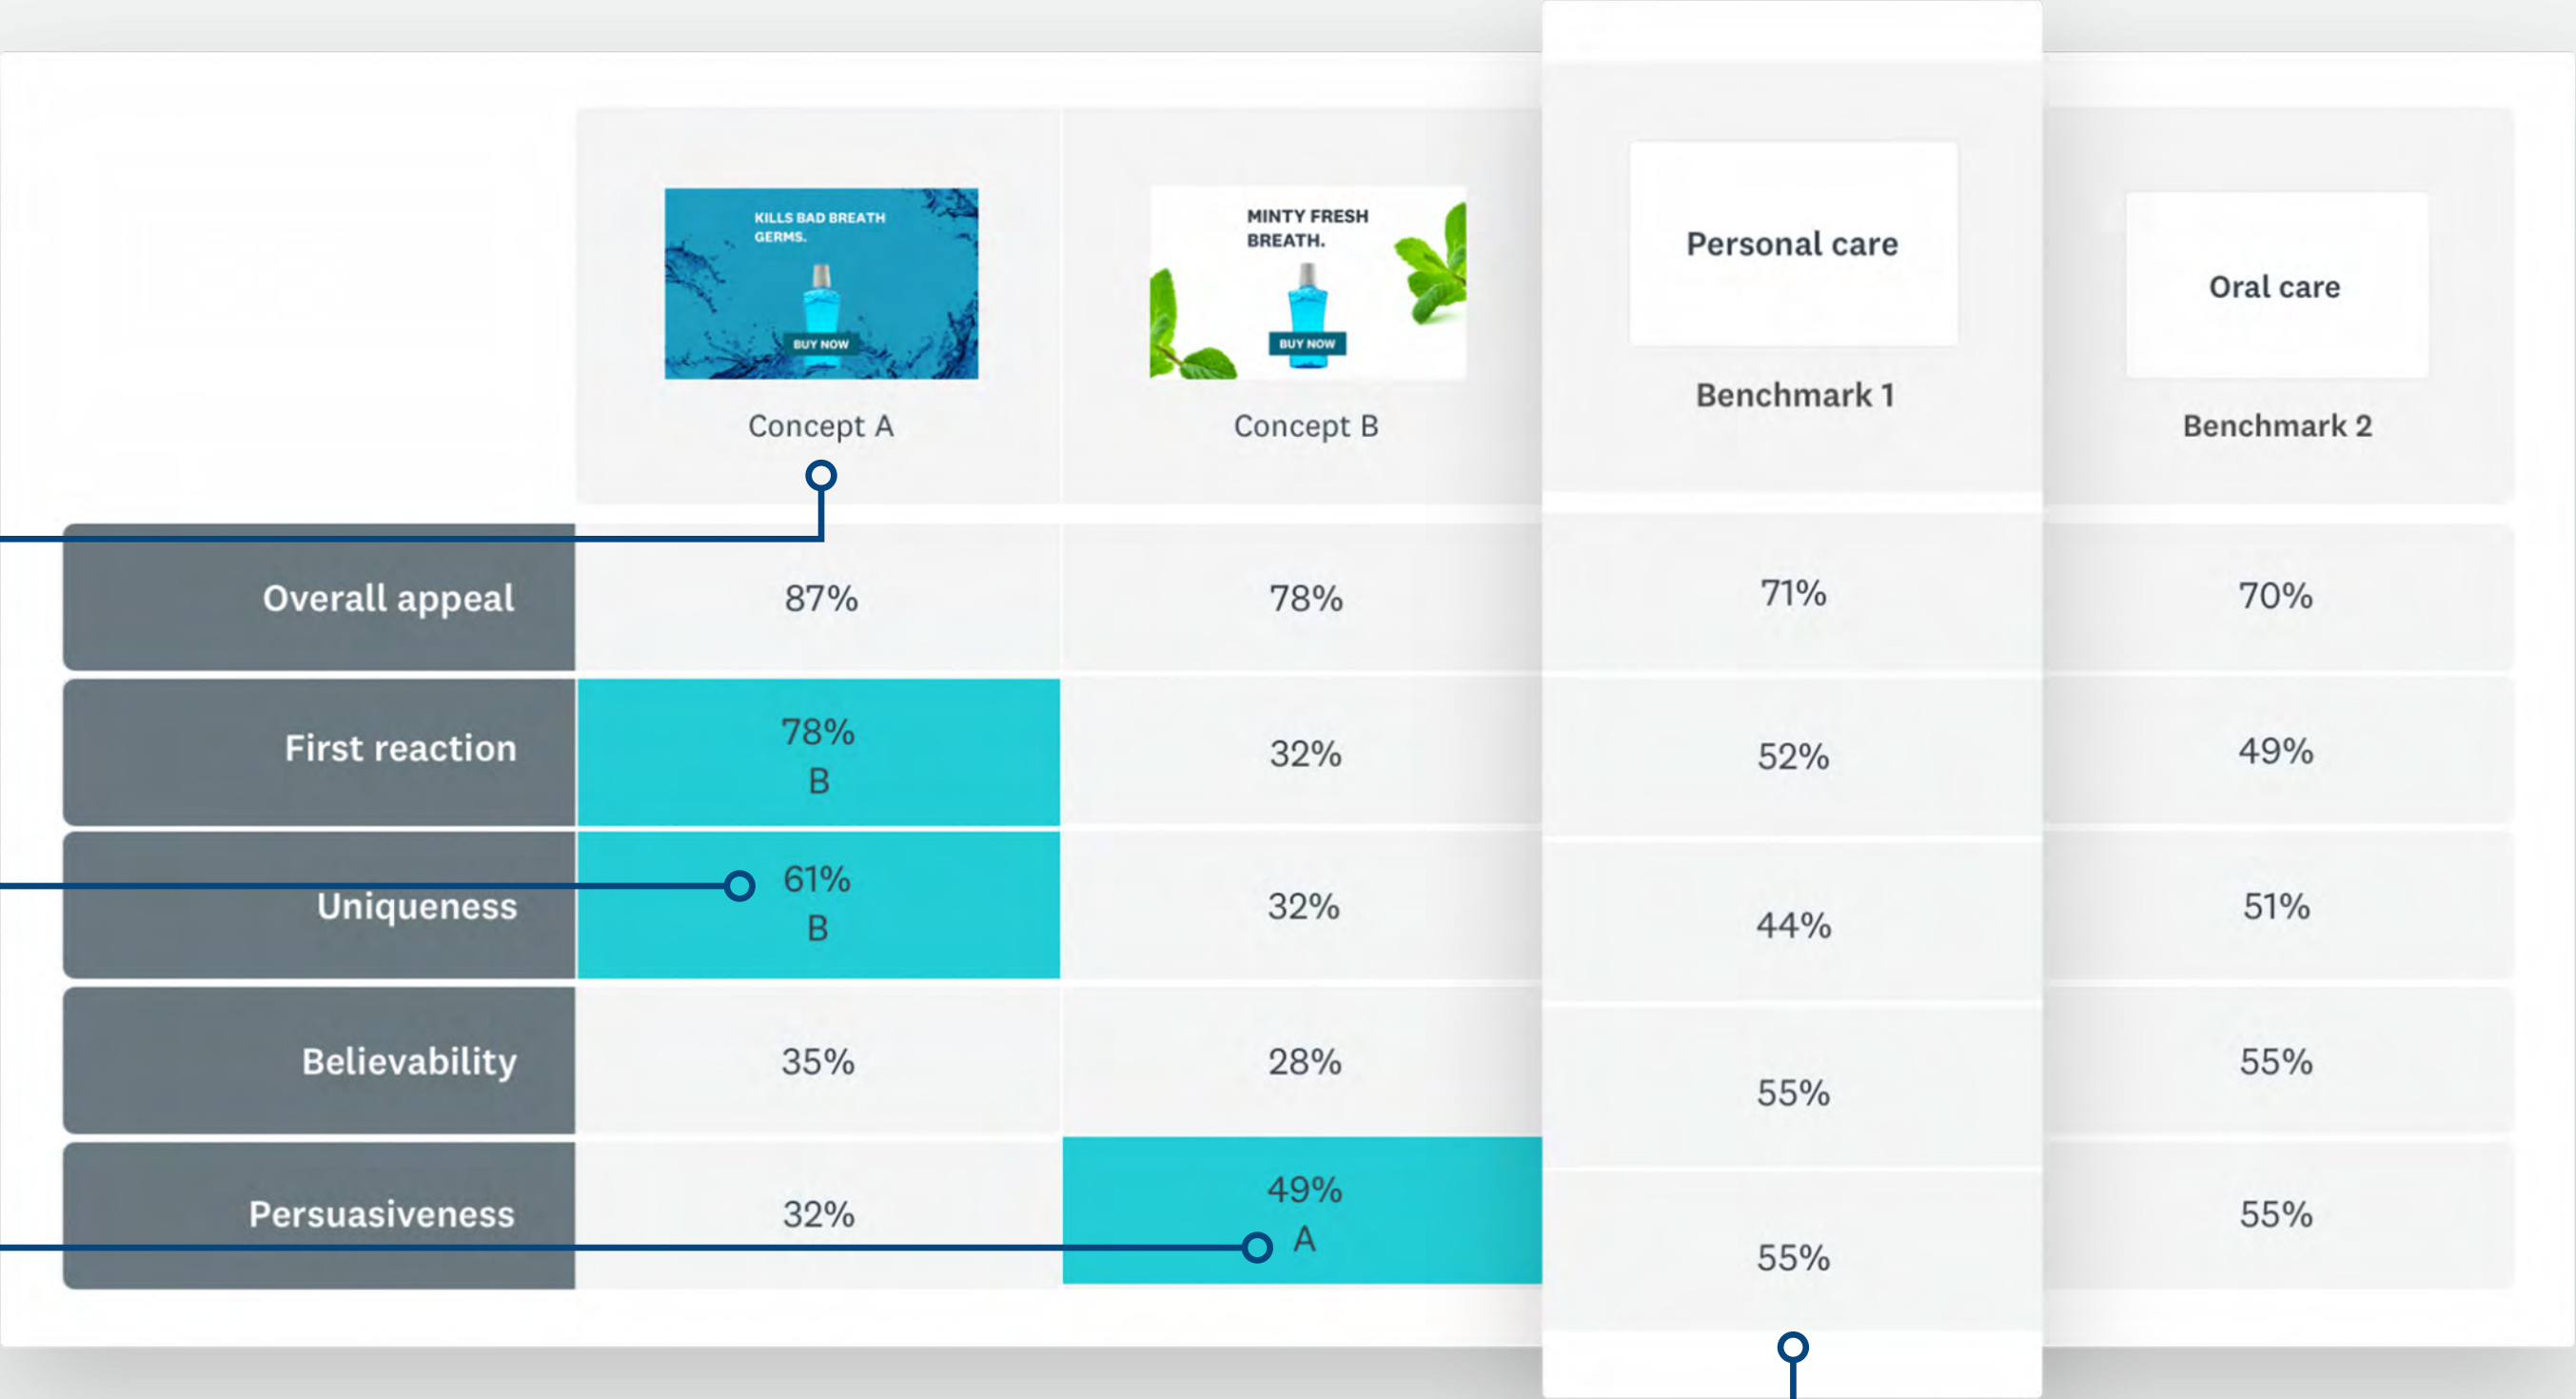 KILLS BAD BREATH
GERMS.
BUY NOW
Concept A
MINTY FRESH
BREATH.
BUY NOW
Concept B
Personal care
Benchmark 1
Oral care
Benchmark 2
Overall appeal 87% 78% 71% 70%
First reaction 78% B 32% 52% 49%
Uniqueness 61% B 32% 44% 51%
Believability 35% 28% 55% 55%
Persuasiveness 32% 49% A 55% 55%